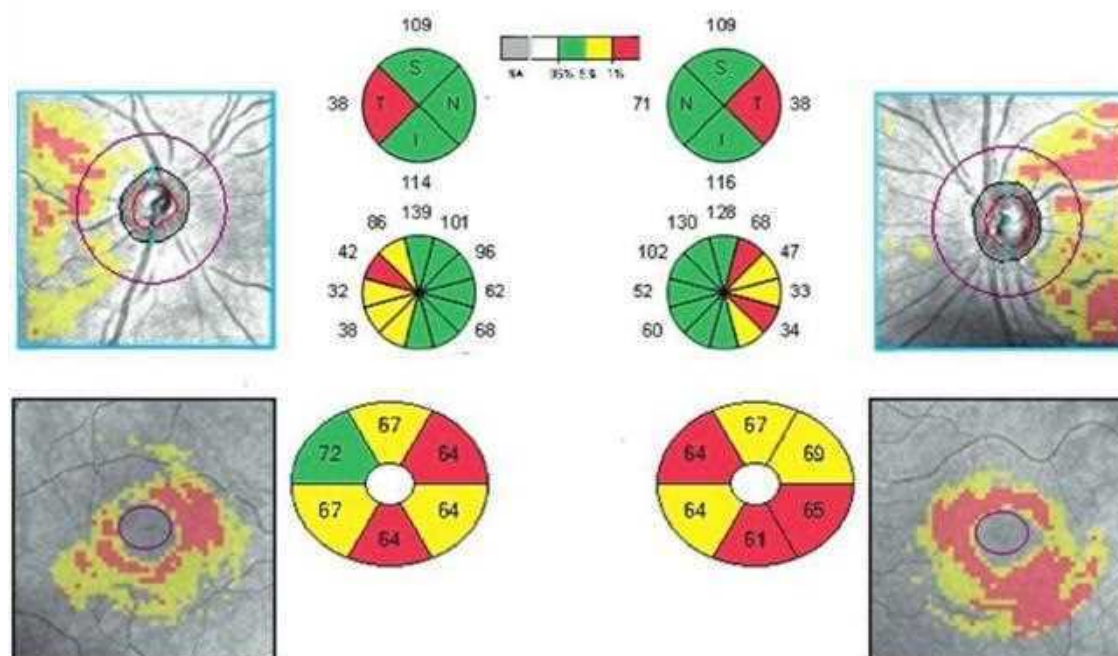 109 109
S S
38 T N 71 N T 38
I I
NA 95% 5% 1%
114 116
86 139 101 130 128 68
42 96 102 47
32 62 52 33
38 68 60 34
67 67
72 64 64 69
67 64 64 65
64 61